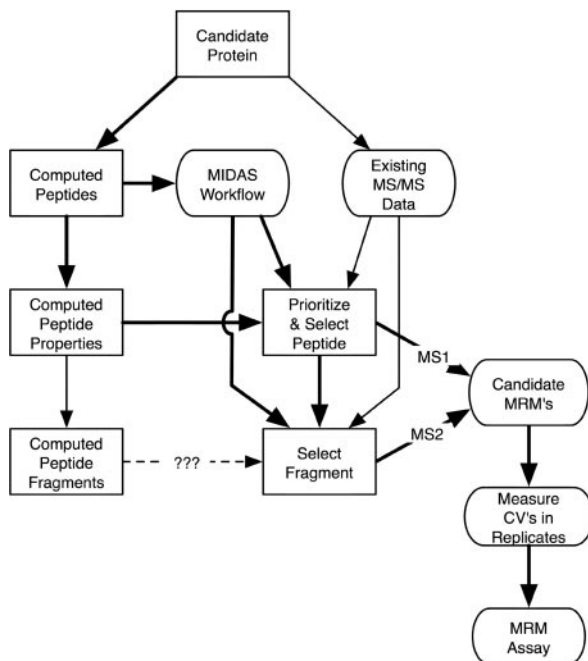 Candidate
Protein
Computed
Peptides
MIDAS
Workflow
Existing
MS/MS
Data
Computed
Peptide
Properties
Prioritize
& Select
Peptide
MS1
Candidate
MRM's
Computed
Peptide
Fragments
???
Select
Fragment
MS2
Measure
CV's in
Replicates
MRM
Assay